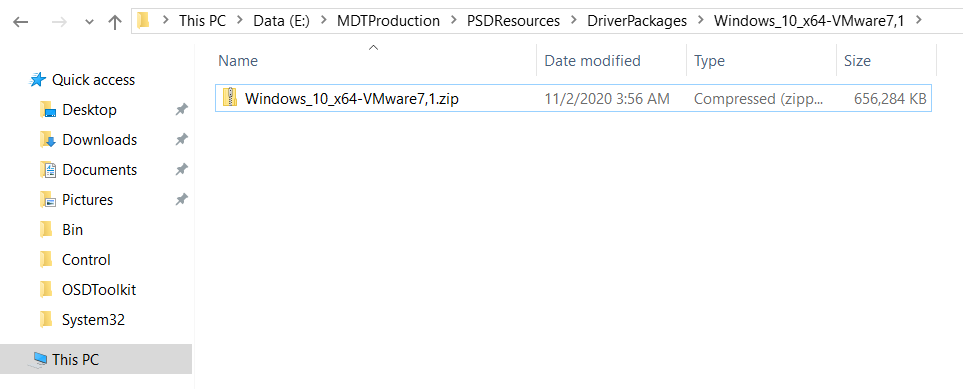 This PC > Data (E:) > MDTProduction > PSDResources > DriverPackages > Windows_10_x64-VMware7,1 >
Name Date modified Type Size
Quick access
Desktop
Downloads
Documents
Pictures
Bin
Control
OSDToolkit
System32
This PC
Windows_10_x64-VMware7,1.zip 11/2/2020 3:56 AM Compressed (zipp... 656,284 KB